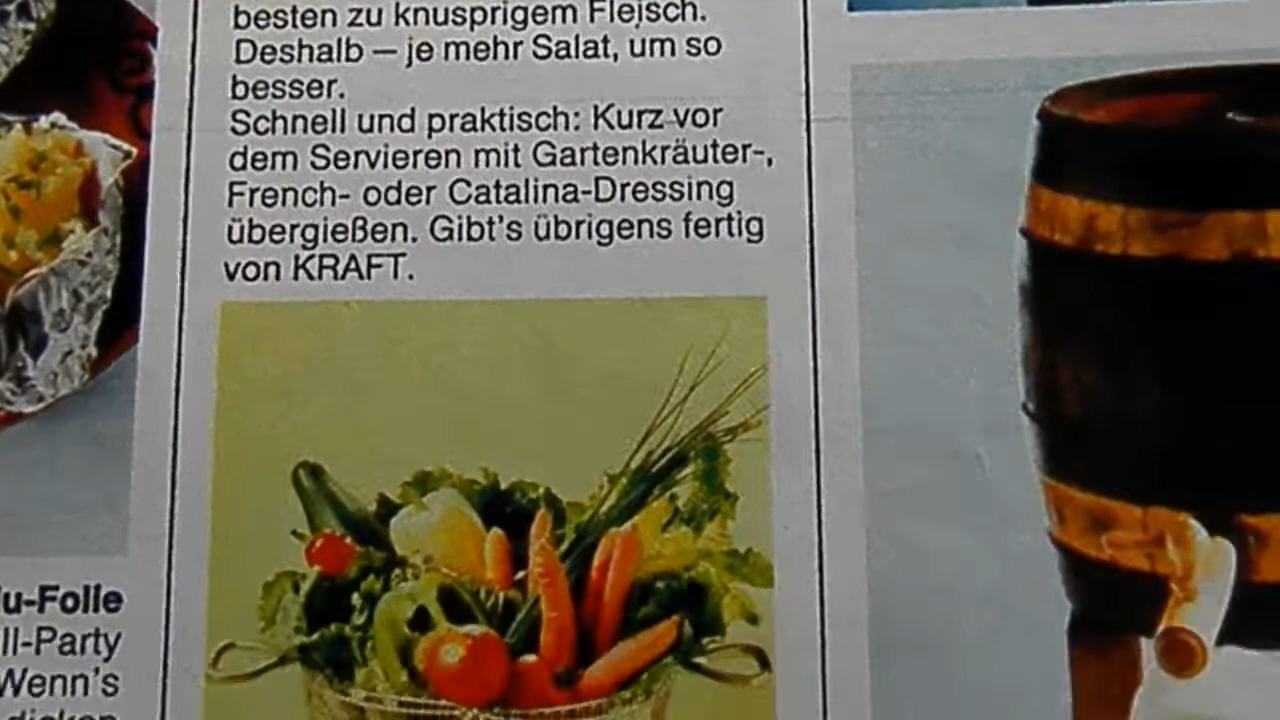 besten zu knusprigem Fleisch.
Deshalb — je mehr Salat, um so
besser.
Schnell und praktisch: Kurz vor
dem Servieren mit Gartenkräuter-,
French- oder Catalina-Dressing
übergießen. Gibt's übrigens fertig
von KRAFT.
u-Folie
ll-Party
Wenn's
dicken